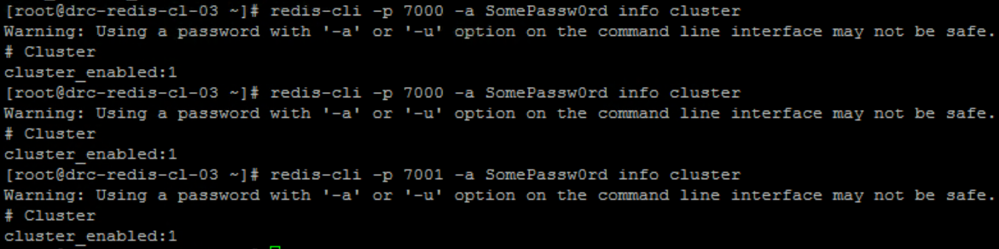 [root@drc-redis-cl-03 ~]# redis-cli -p 7000 -a SomePassw0rd info cluster
Warning: Using a password with '-a' or '-u' option on the command line interface may not be safe.
# Cluster
cluster_enabled:1
[root@drc-redis-cl-03 ~]# redis-cli -p 7000 -a SomePassw0rd info cluster
Warning: Using a password with '-a' or '-u' option on the command line interface may not be safe.
# Cluster
cluster_enabled:1
[root@drc-redis-cl-03 ~]# redis-cli -p 7001 -a SomePassw0rd info cluster
Warning: Using a password with '-a' or '-u' option on the command line interface may not be safe.
# Cluster
cluster_enabled:1